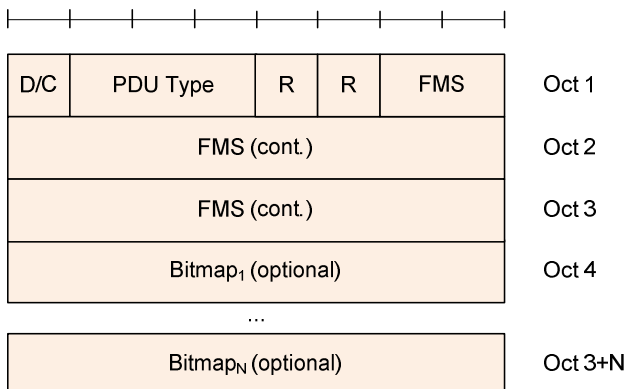 D/C PDU Type R R FMS Oct 1
FMS (cont.) Oct 2
FMS (cont.) Oct 3
Bitmap₁ (optional) Oct 4
...
Bitmap_N (optional) Oct 3+N